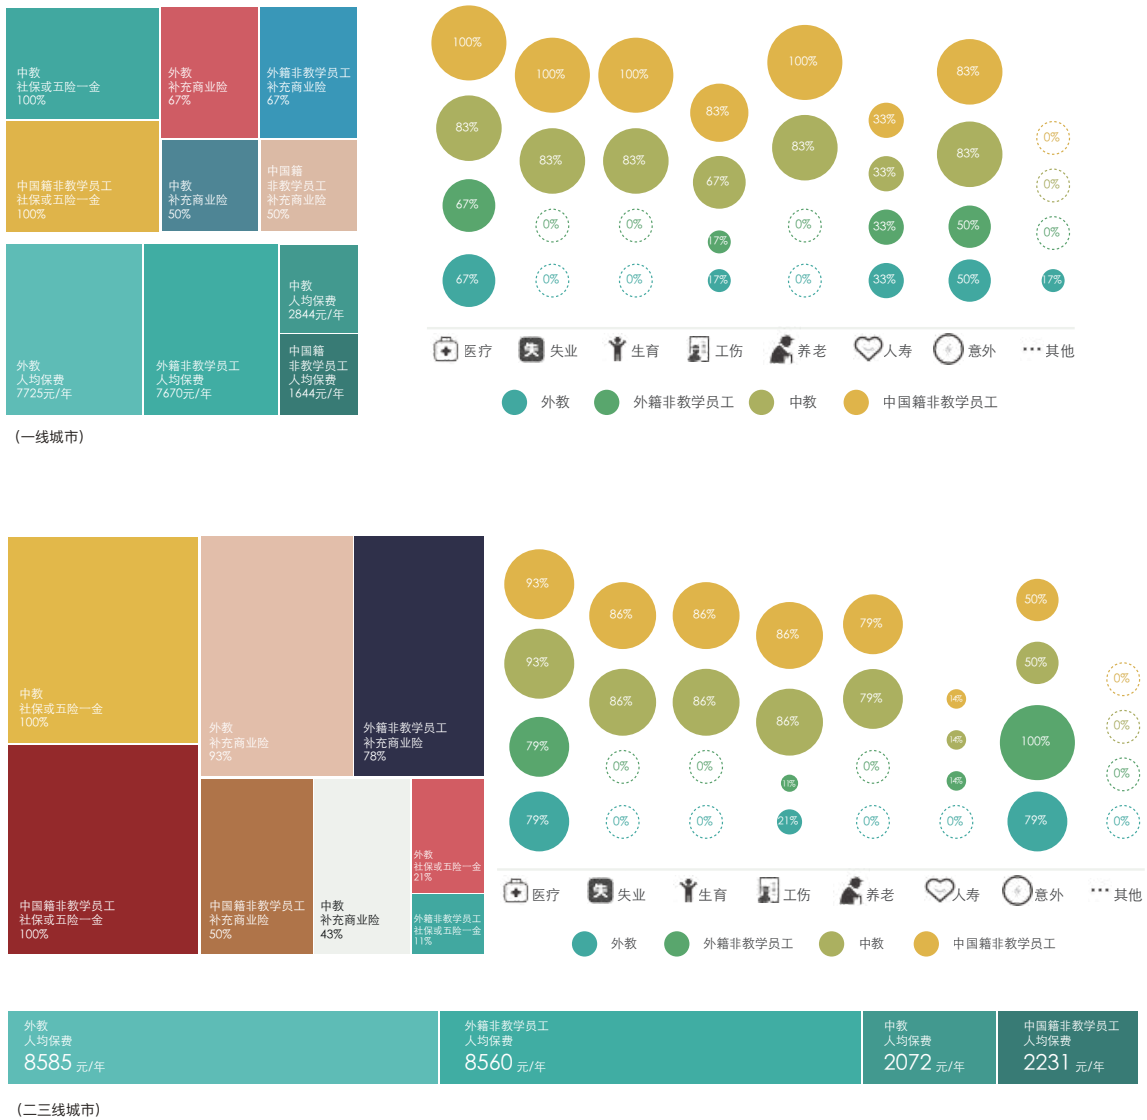 中教
社保或五险一金
100%
外教
补充商业险
67%
外籍非教学员工
补充商业险
67%
中国籍非教学员工
社保或五险一金
100%
中教
补充商业险
50%
中国籍
非教学员工
补充商业险
50%
外教
人均保费
7725元/年
外籍非教学员工
人均保费
7670元/年
中教
人均保费
2844元/年
中国籍
非教学员工
人均保费
1644元/年
(一线城市)
100% 100% 100% 83% 100% 33% 83% 0%
83% 83% 83% 67% 83% 33% 83% 0%
67% 0% 0% 17% 0% 33% 50% 0%
67% 0% 0% 17% 0% 33% 50% 17%
医疗 失 失业 生育 工伤 养老 人寿 意外 其他
外教 外籍非教学员工 中教 中国籍非教学员工
中教
社保或五险一金
100%
外教
补充商业险
93%
外籍非教学员工
补充商业险
78%
中国籍非教学员工
社保或五险一金
100%
中国籍非教学员工
补充商业险
50%
中教
补充商业险
43%
外教
社保或五险一金
21%
外籍非教学员工
社保或五险一金
11%
93% 86% 86% 86% 79% 14% 50% 0%
93% 86% 86% 86% 79% 14% 50% 0%
79% 0% 0% 11% 0% 14% 100% 0%
79% 0% 0% 21% 0% 0% 79% 0%
医疗 失 失业 生育 工伤 养老 人寿 意外 其他
外教 外籍非教学员工 中教 中国籍非教学员工
外教
人均保费
8585 元/年
外籍非教学员工
人均保费
8560 元/年
中教
人均保费
2072 元/年
中国籍非教学员工
人均保费
2231 元/年
(二三线城市)